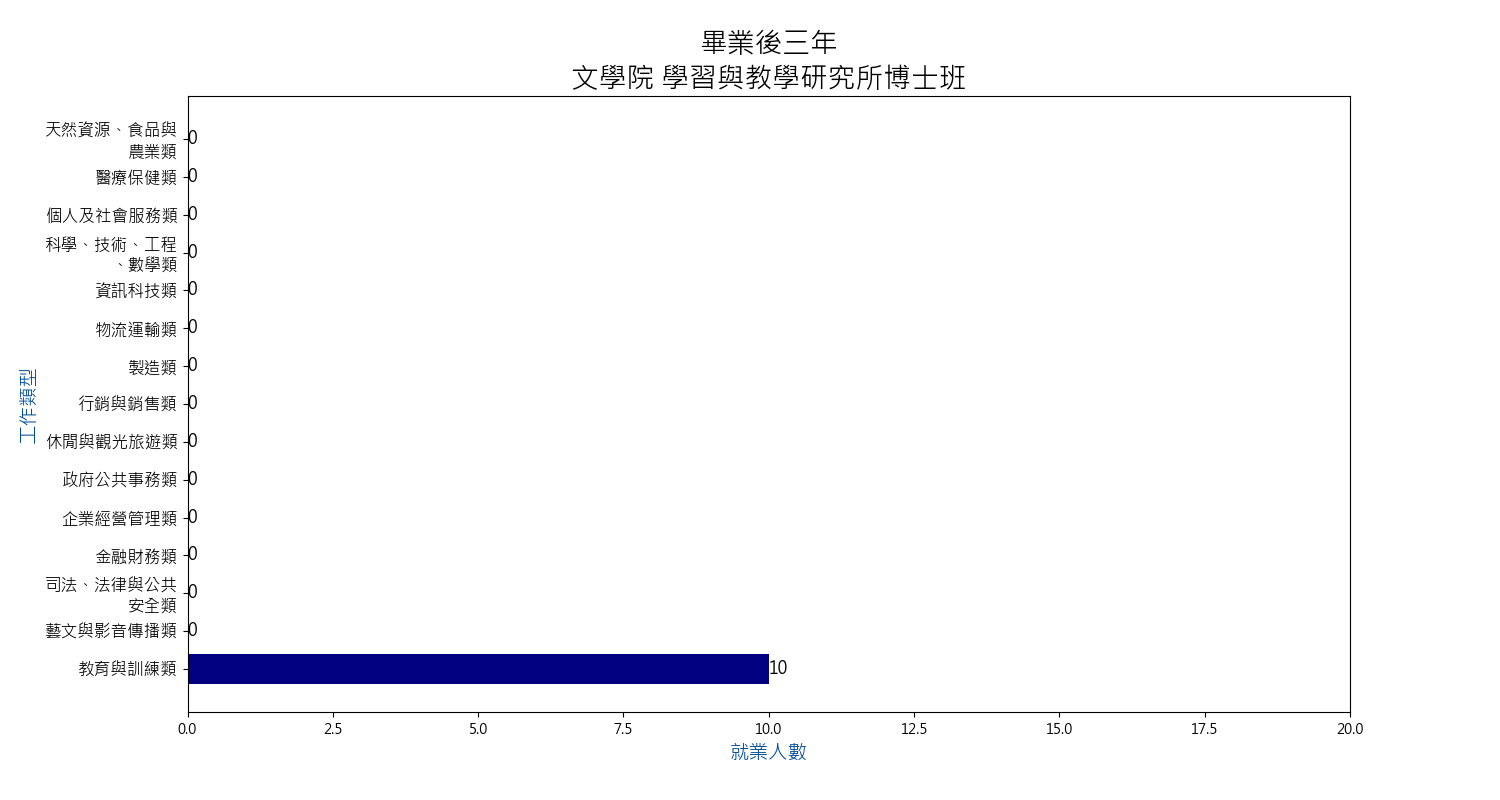 畢業後三年
文學院 學習與教學研究所博士班
工作類型
天然資源、食品與
農業類
0
醫療保健類
0
個人及社會服務類
0
科學、技術、工程
、數學類
0
資訊科技類
0
物流運輸類
0
製造類
0
行銷與銷售類
0
休閒與觀光旅遊類
0
政府公共事務類
0
企業經營管理類
0
金融財務類
0
司法、法律與公共
安全類
0
藝文與影音傳播類
0
教育與訓練類
10
0.0 2.5 5.0 7.5 10.0 12.5 15.0 17.5 20.0
就業人數